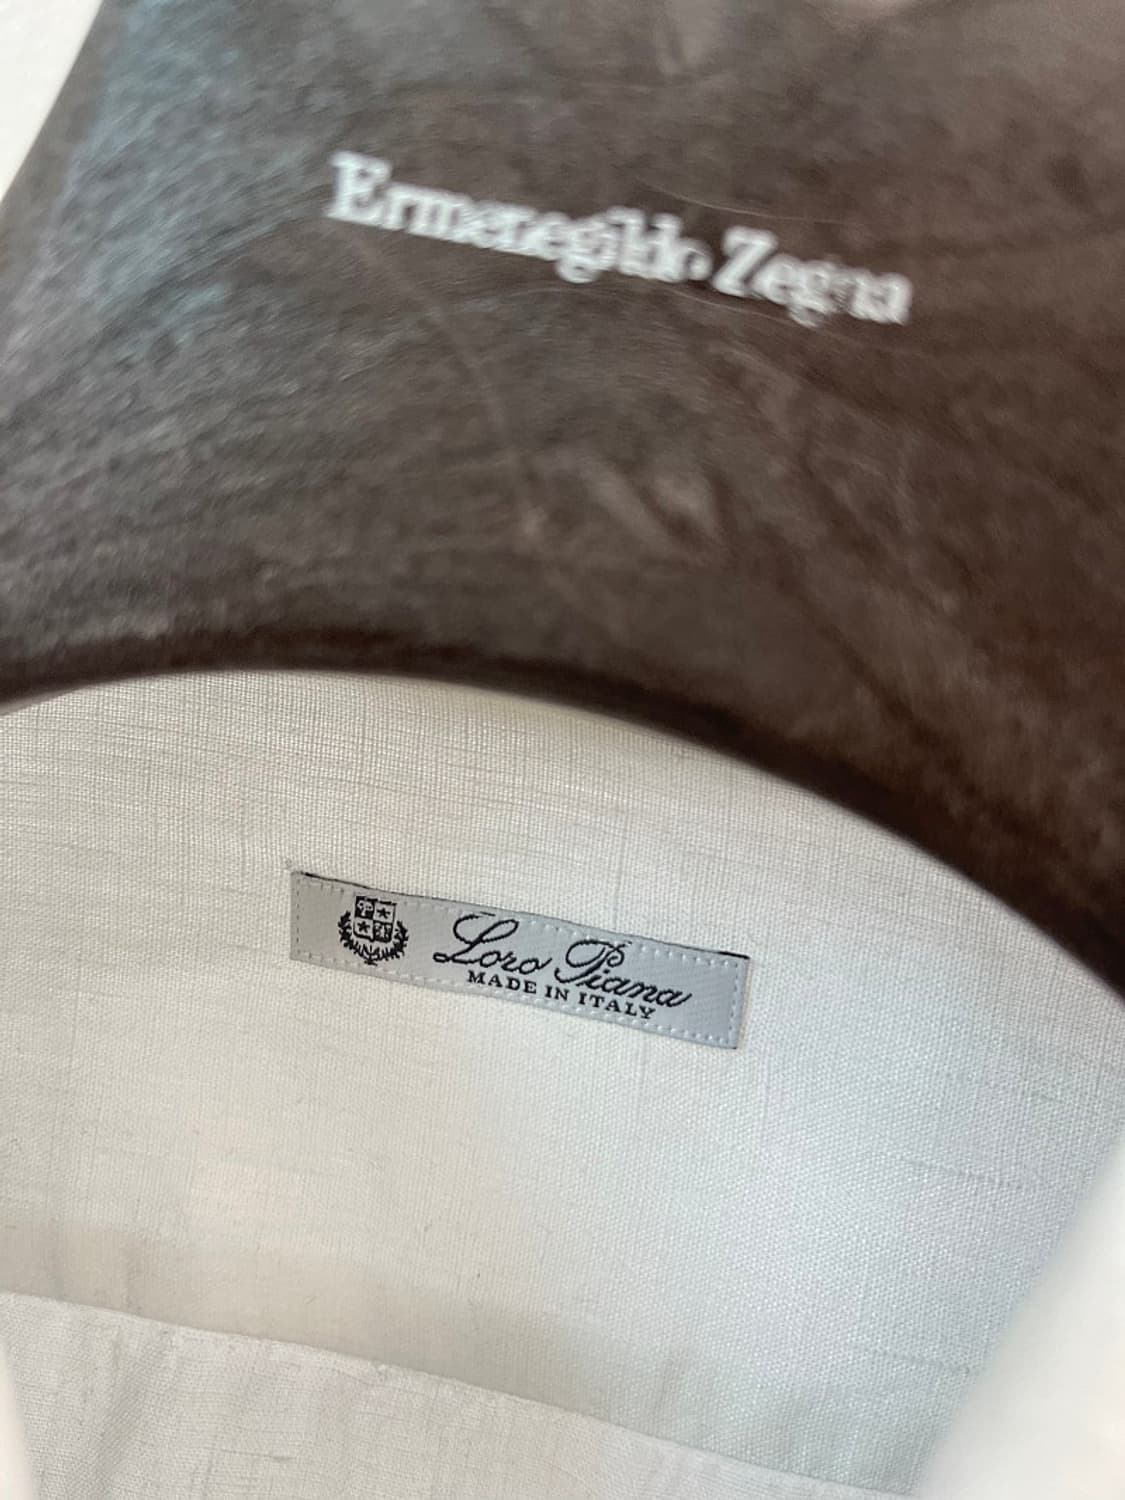 Ermenegildo Zegna
Loro Piana
MADE IN ITALY